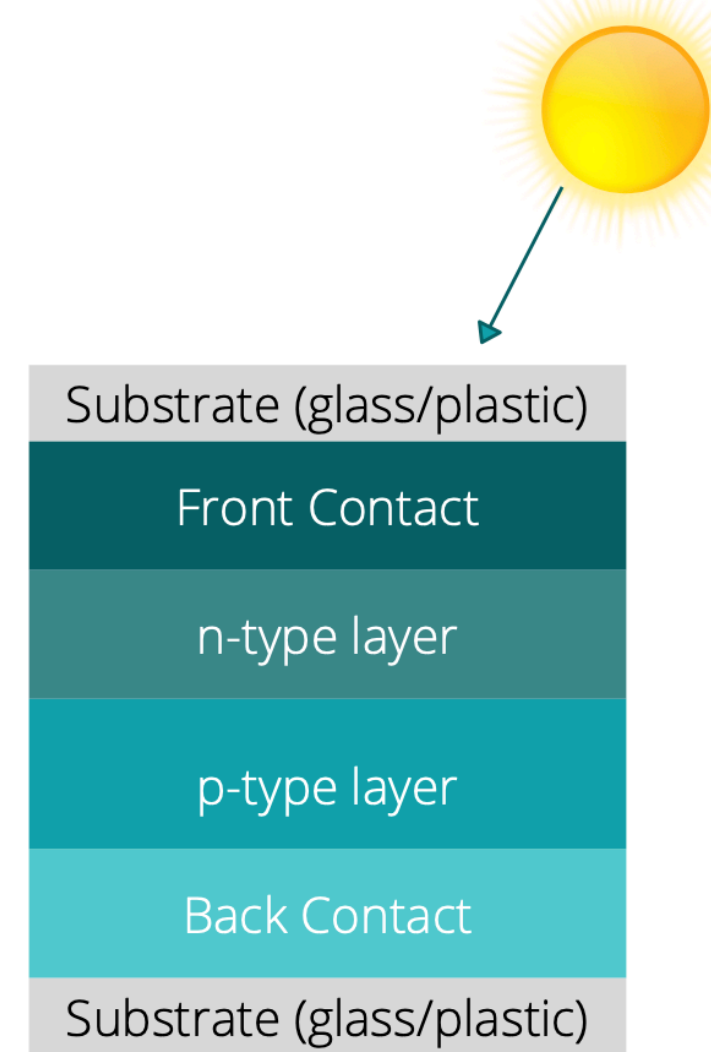 Substrate (glass/plastic)
Front Contact
n-type layer
p-type layer
Back Contact
Substrate (glass/plastic)